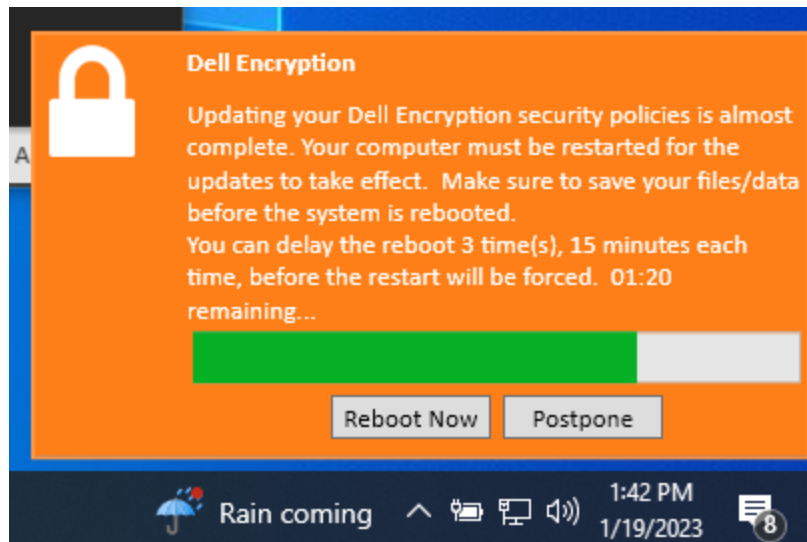 Dell Encryption
Updating your Dell Encryption security policies is almost
complete. Your computer must be restarted for the
updates to take effect.  Make sure to save your files/data
before the system is rebooted.
You can delay the reboot 3 time(s), 15 minutes each
time, before the restart will be forced.  01:20
remaining...
Reboot Now
Postpone
A
Rain coming
1:42 PM
1/19/2023
8